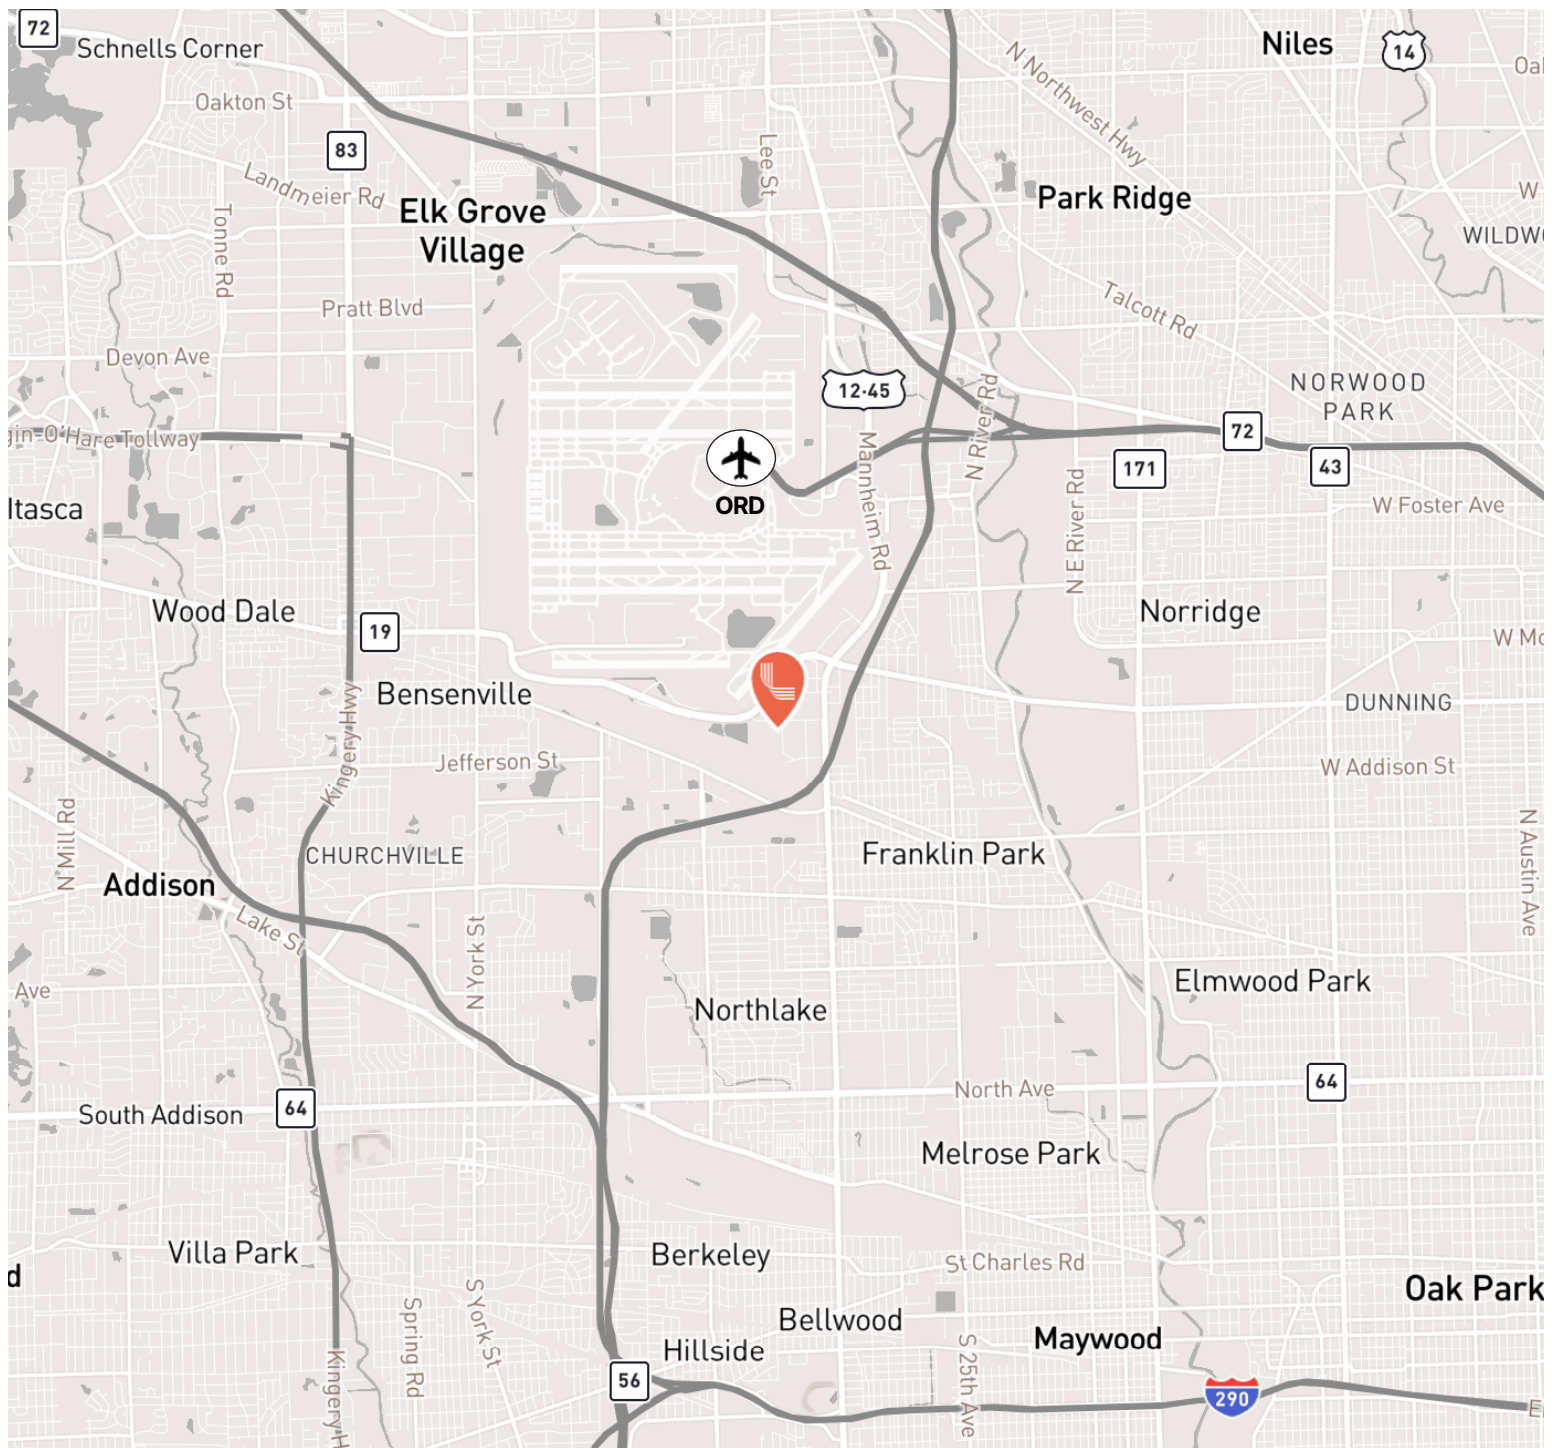 72
Schnells Corner
Niles
14
N Northwest Hwy
Oakton St
83
Lee St
Landmeier Rd
Elk Grove
Village
Park Ridge
W
Tonne Rd
Pratt Blvd
Talcott Rd
Devon Ave
12·45
N River Rd
NORWOOD
PARK
72
O'Hare Tollway
ORD
Mannheim Rd
171
43
Itasca
N E River Rd
W Foster Ave
Wood Dale
19
Norridge
Bensenville
Kingery Hwy
DUNNING
Jefferson St
W Addison St
N Mill Rd
N Austin Ave
CHURCHVILLE
Franklin Park
Addison
Lake St
N York St
Ave
Northlake
Elmwood Park
64
North Ave
64
South Addison
Melrose Park
Villa Park
Berkeley
St Charles Rd
d
Oak Park
S York St
Spring Rd
Bellwood
Maywood
Hillside
S 25th Ave
Kingery H
56
290